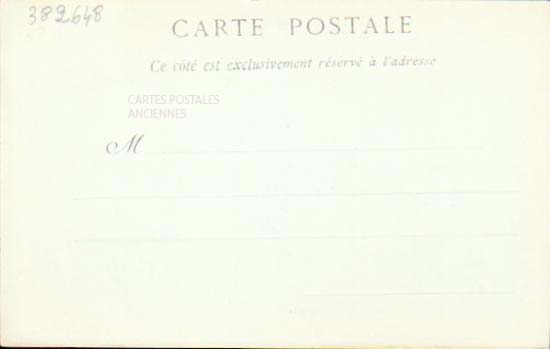 382648
CARTE POSTALE
Ce côté est exclusivement réservé à l'adresse
CARTES POSTALES
ANCIENNES
M